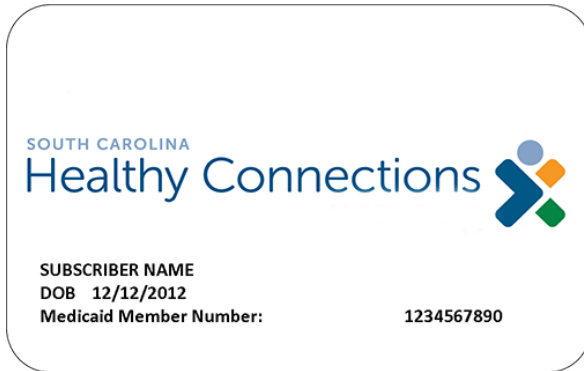 SOUTH CAROLINA
Healthy Connections
SUBSCRIBER NAME
DOB 12/12/2012
Medicaid Member Number: 1234567890